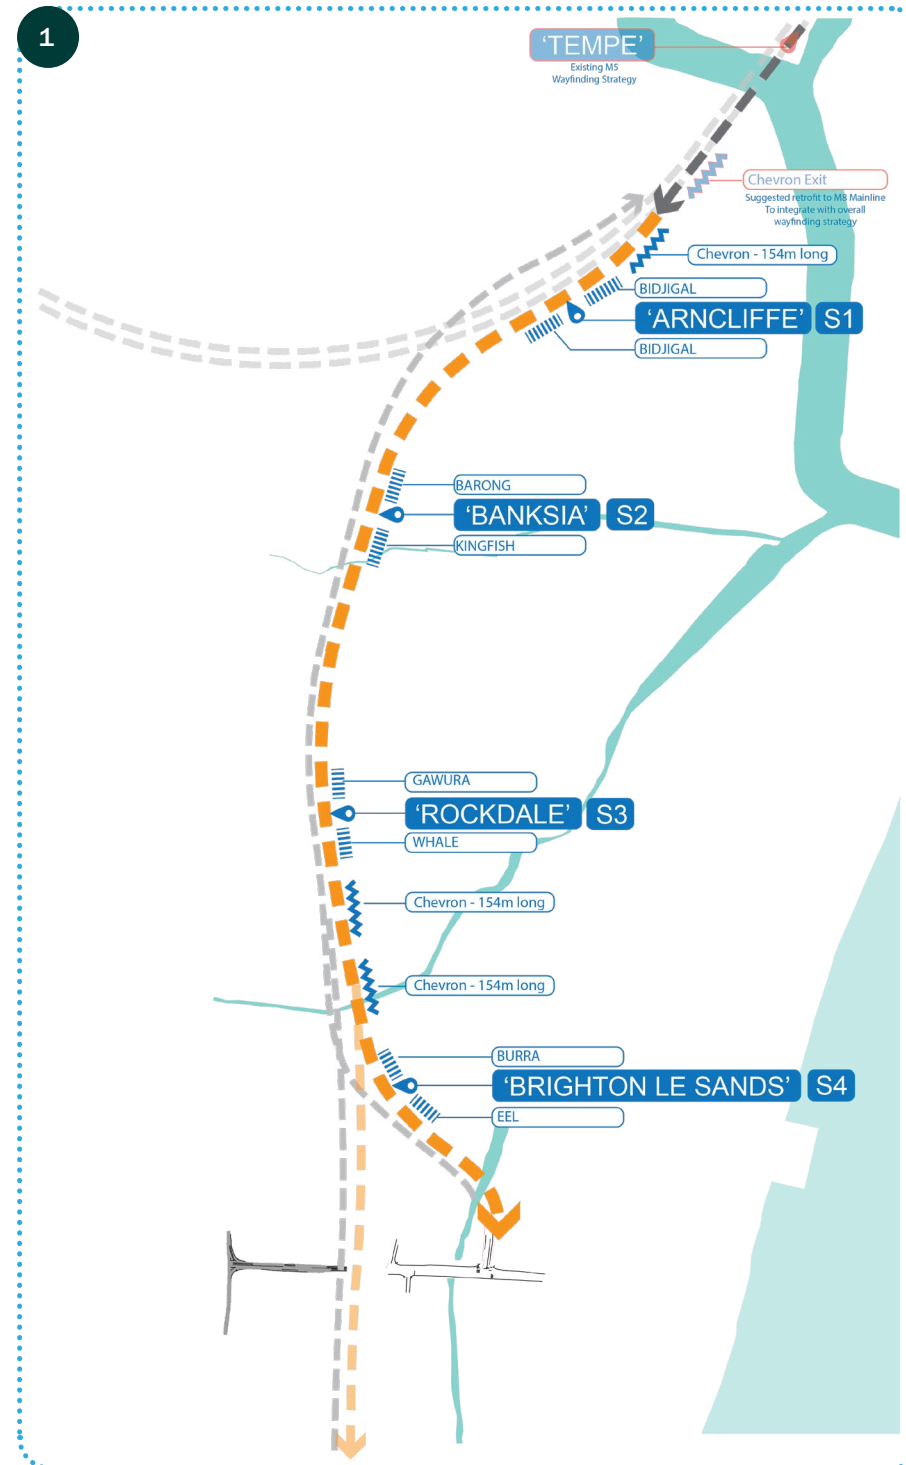 1
‘TEMPE’
Existing M5
Wayfinding Strategy
Chevron Exit
Suggested retrofit to M8 Mainline
To integrate with overall
wayfinding strategy
Chevron - 154m long
BIDJIGAL
‘ARNCLIFFE’ S1
BIDJIGAL
BARONG
‘BANKSIA’ S2
KINGFISH
GAWURA
‘ROCKDALE’ S3
WHALE
Chevron - 154m long
Chevron - 154m long
BURRA
‘BRIGHTON LE SANDS’ S4
EEL